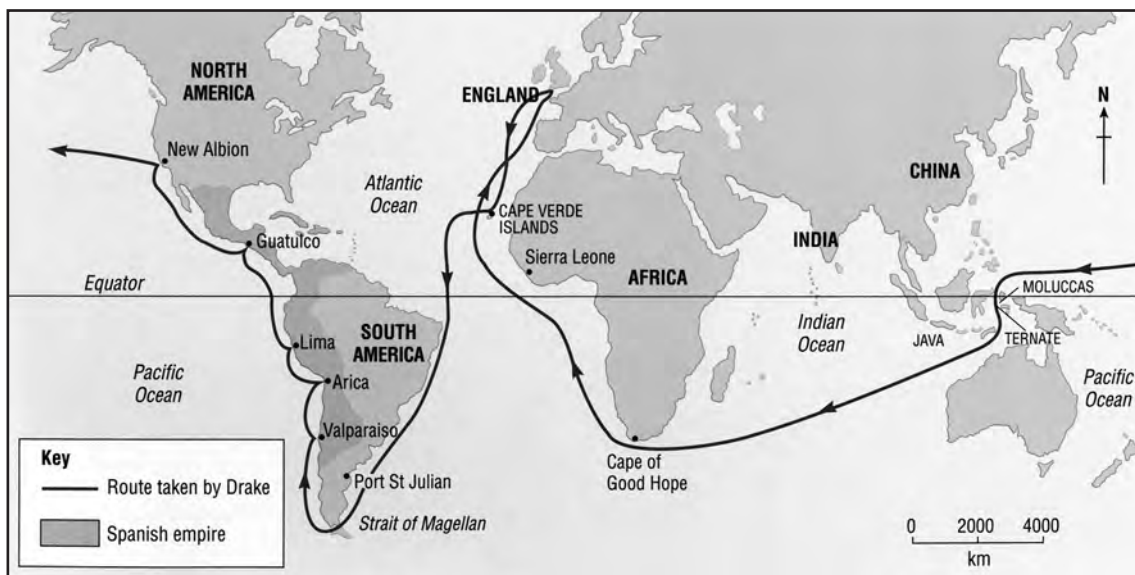 NORTH
AMERICA
ENGLAND
N
New Albion
CHINA
Atlantic
Ocean
CAPE VERDE
ISLANDS
INDIA
Guatulco
Sierra Leone
AFRICA
Equator
MOLUCCAS
SOUTH
AMERICA
Indian
Ocean
JAVA
TERNATE
Lima
Pacific
Ocean
Arica
Pacific
Ocean
Valparaiso
Key
Route taken by Drake
Spanish empire
Port St Julian
Strait of Magellan
Cape of
Good Hope
0 2000 4000
km